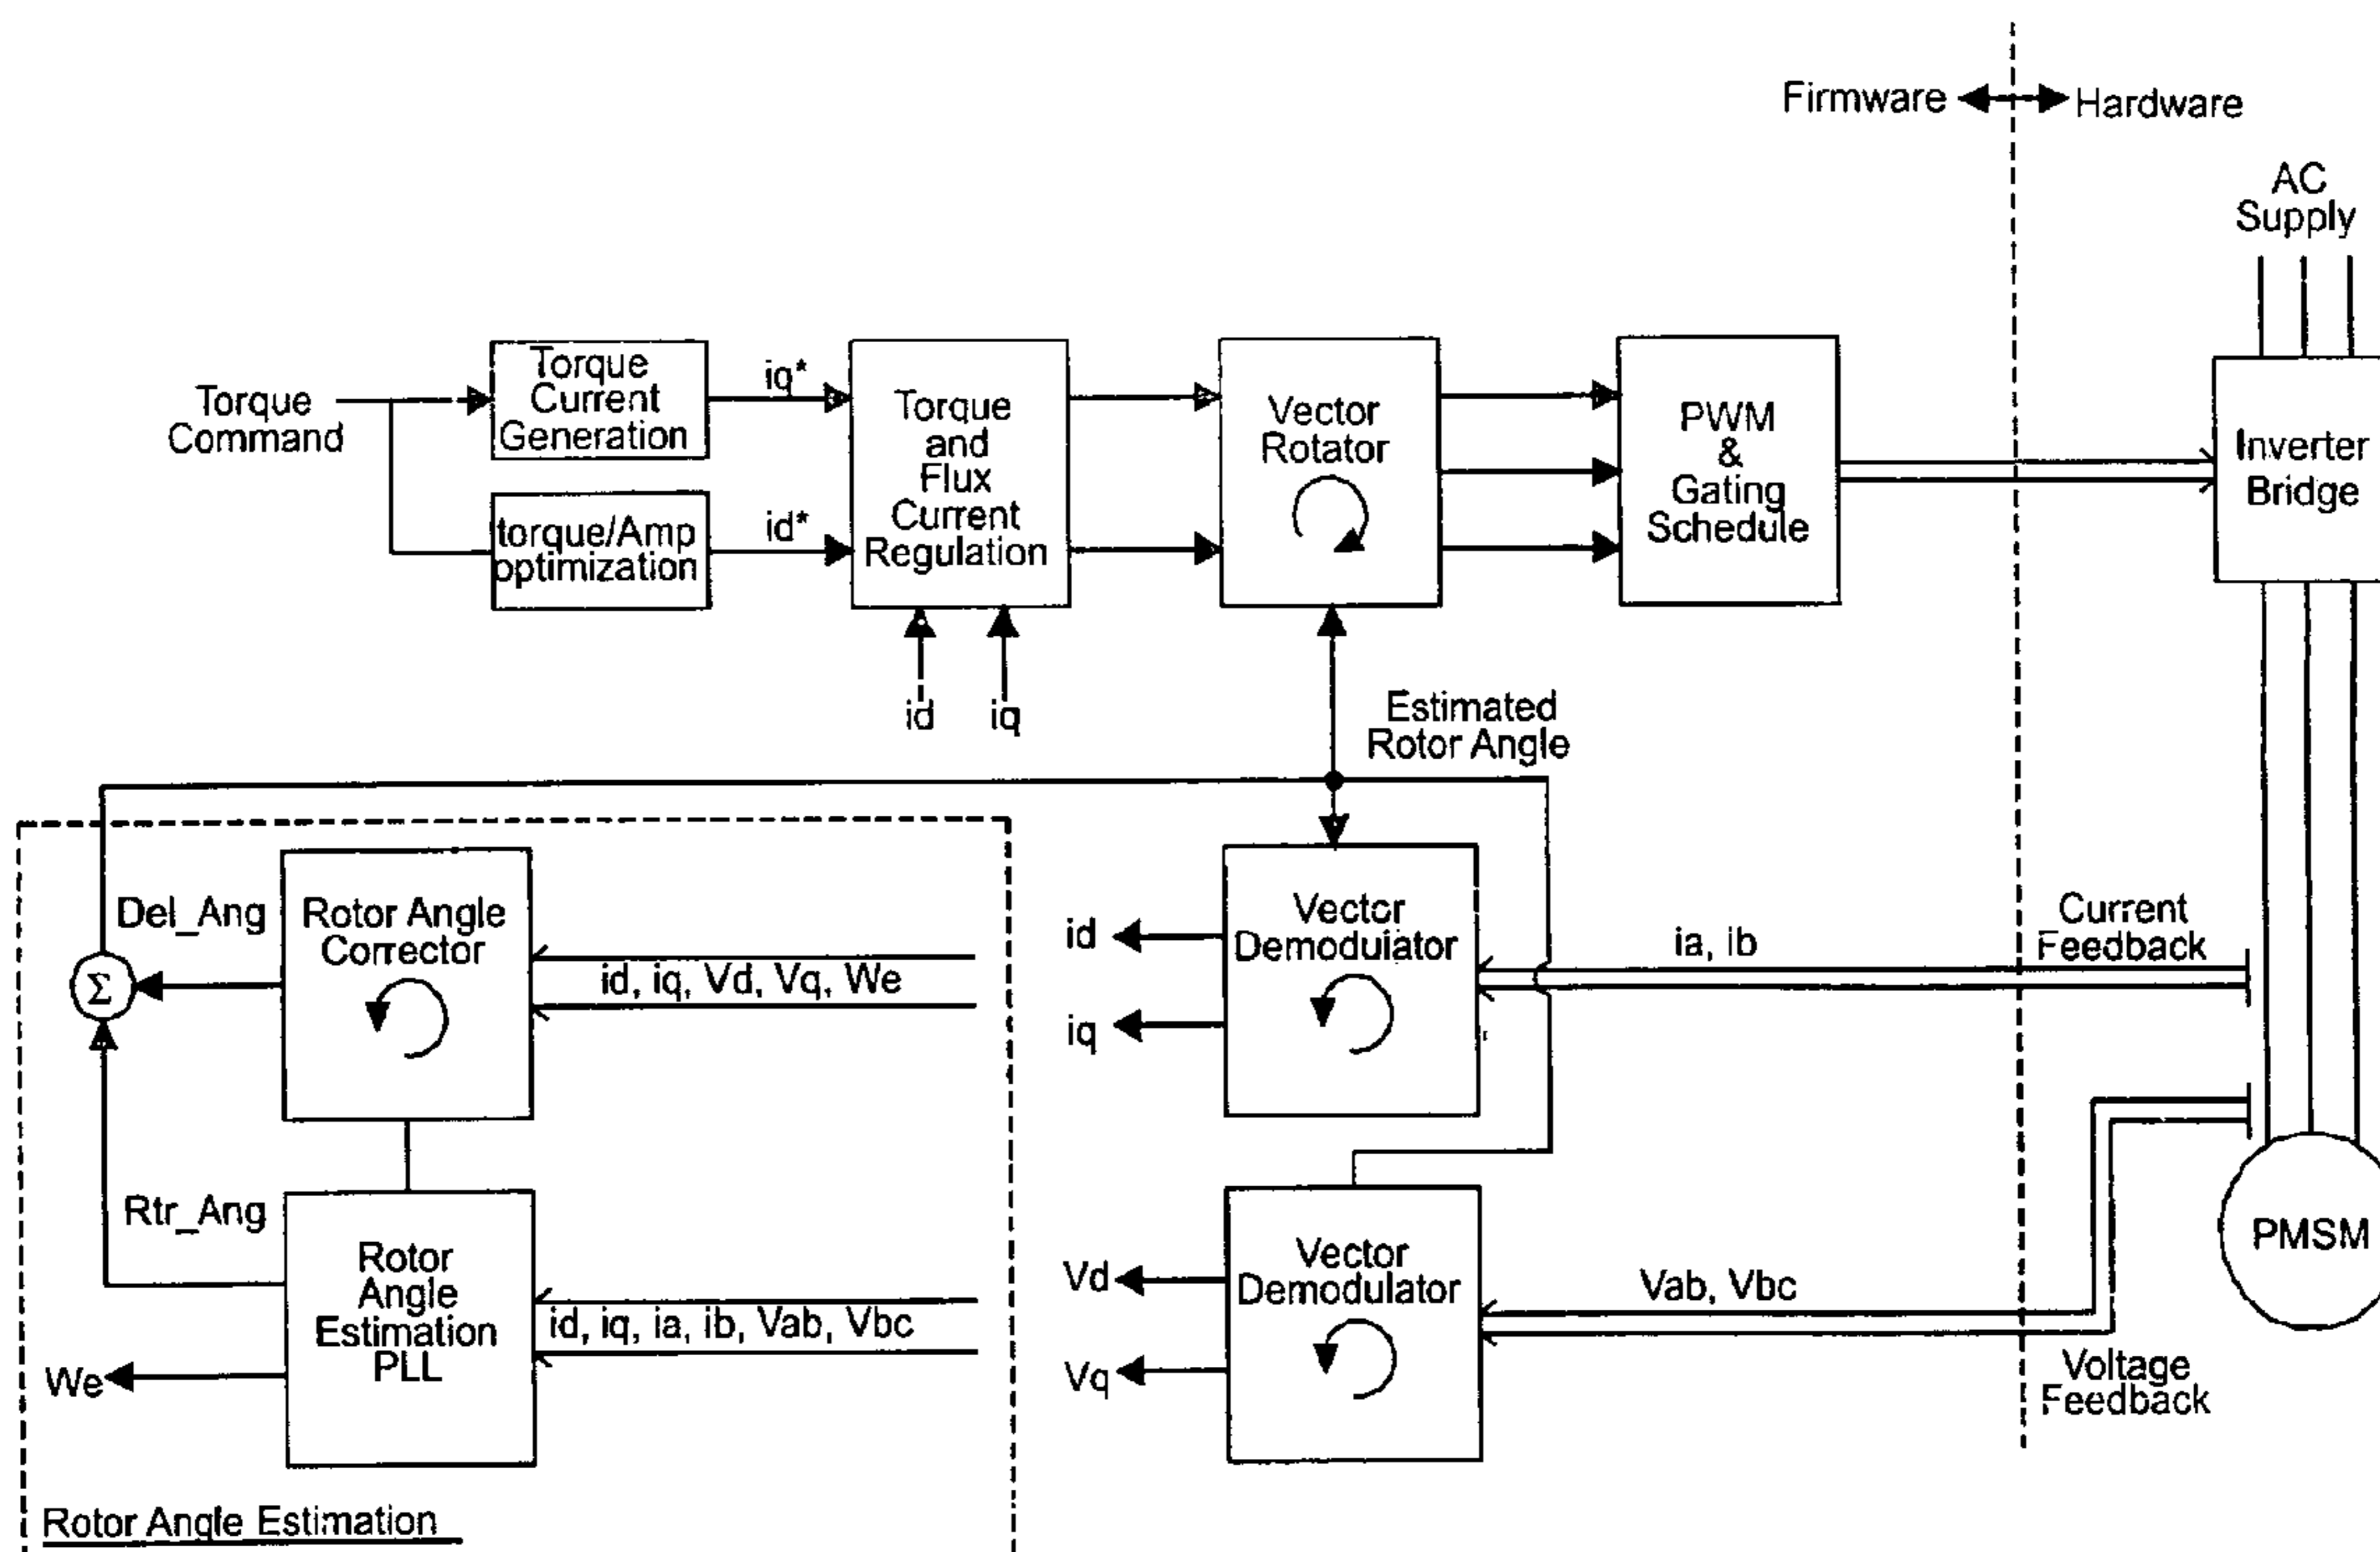 Firmware
Hardware
AC
Supply
Torque
Command
Torque
Current
Generation
iq*
torque/Amp
optimization
id*
Torque
and
Flux
Current
Regulation
id
iq
Vector
Rotator
PWM
&
Gating
Schedule
Inverter
Bridge
Estimated
Rotor Angle
Del_Ang
Rotor Angle
Corrector
id, iq, Vd, Vq, We
Σ
id
iq
Vector
Demodulator
ia, ib
Current
Feedback
Rtr_Ang
Rotor
Angle
Estimation
PLL
id, iq, ia, ib, Vab, Vbc
We
Vd
Vq
Vector
Demodulator
Vab, Vbc
Voltage
Feedback
PMSM
Rotor Angle Estimation